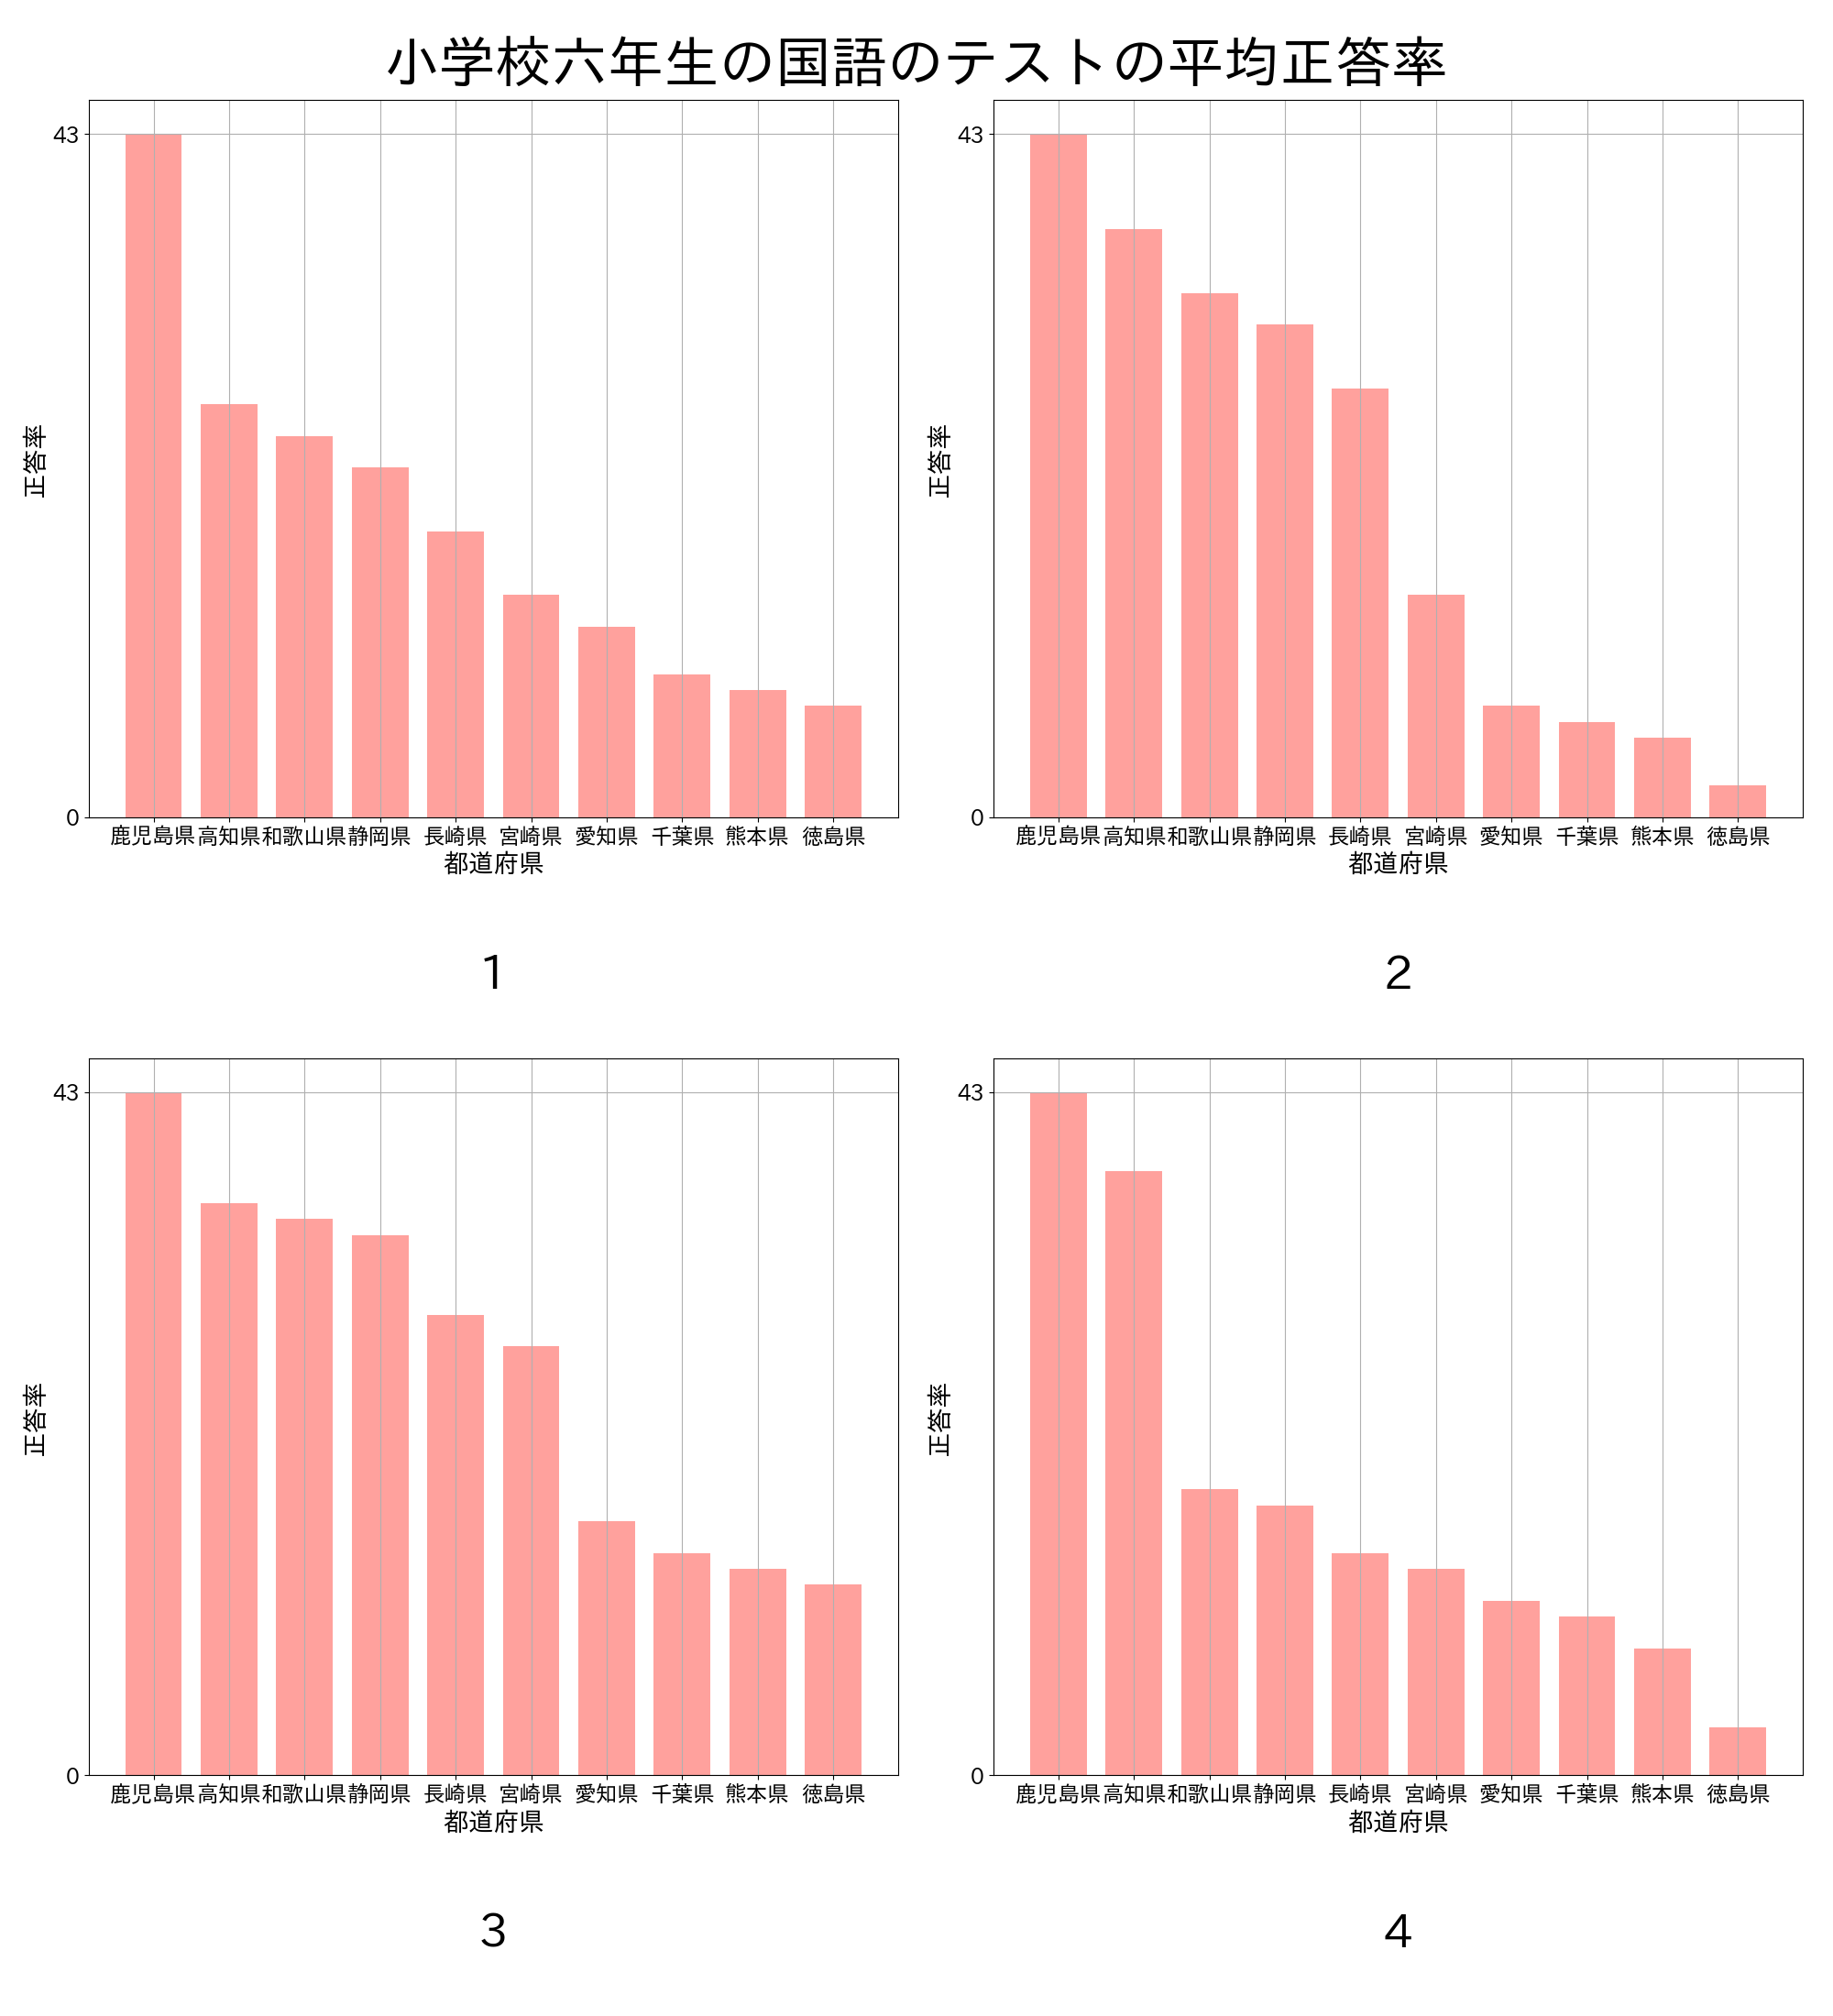 小学校六年生の国語のテストの平均正答率
43
0
正答率
鹿児島県 高知県 和歌山県 静岡県 長崎県 宮崎県 愛知県 千葉県 熊本県 徳島県
都道府県
1
43
0
正答率
鹿児島県 高知県 和歌山県 静岡県 長崎県 宮崎県 愛知県 千葉県 熊本県 徳島県
都道府県
2
43
0
正答率
鹿児島県 高知県 和歌山県 静岡県 長崎県 宮崎県 愛知県 千葉県 熊本県 徳島県
都道府県
3
43
0
正答率
鹿児島県 高知県 和歌山県 静岡県 長崎県 宮崎県 愛知県 千葉県 熊本県 徳島県
都道府県
4